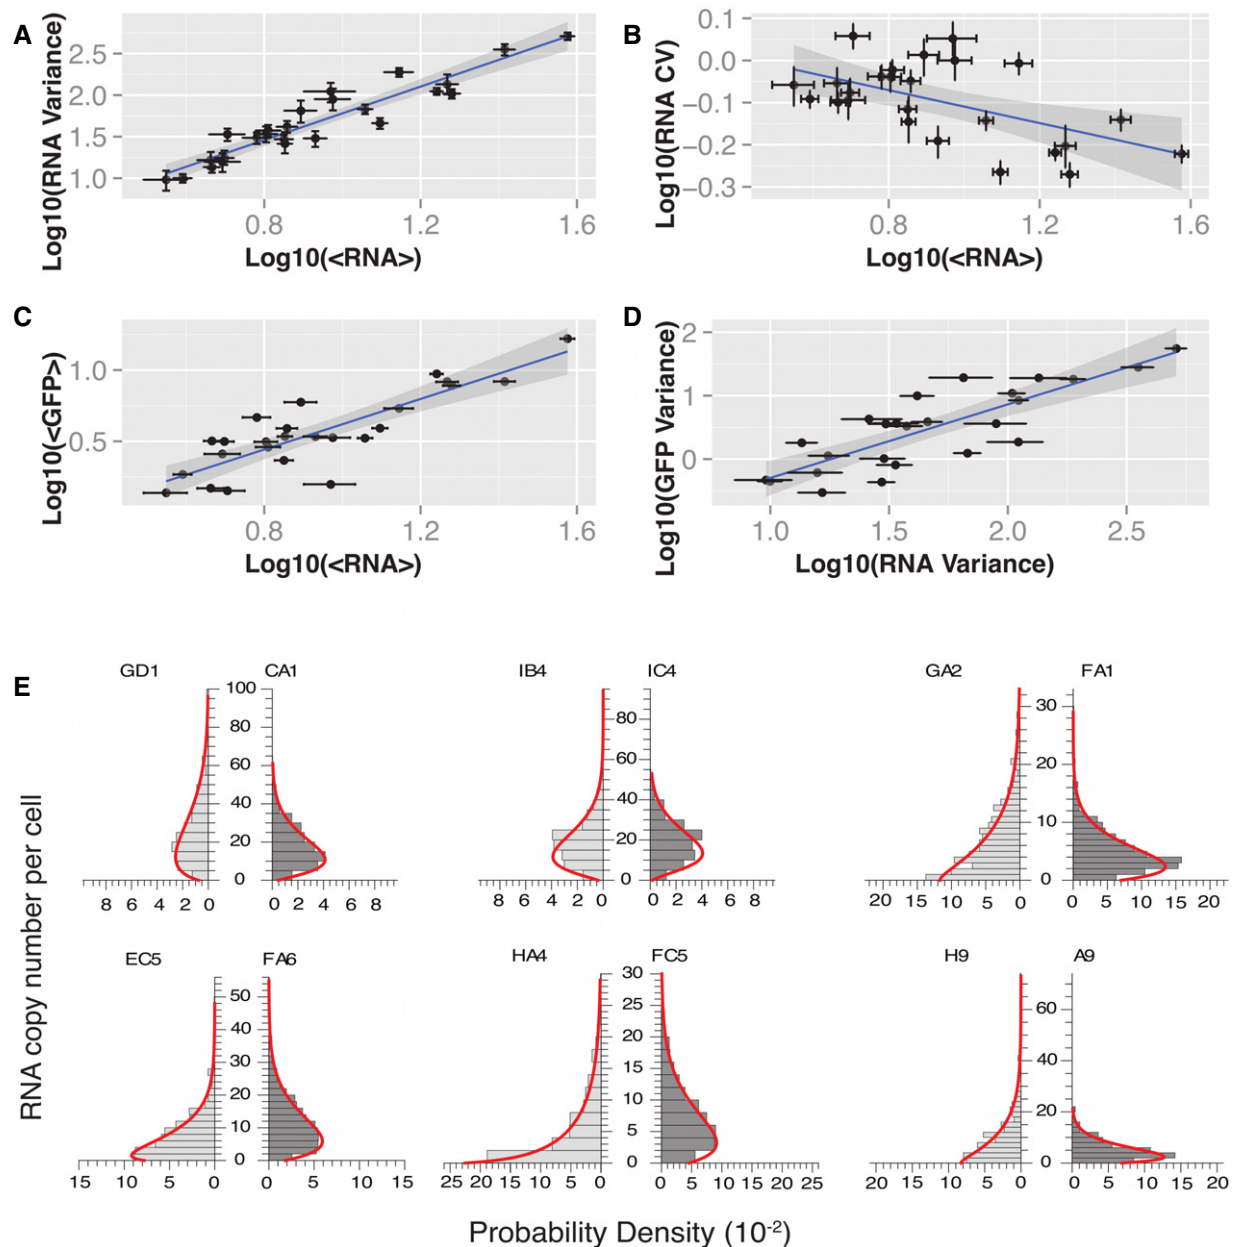 A
Log10(RNA Variance)
2.5
2.0
1.5
1.0
0.8 1.2 1.6
Log10(<RNA>)
B
Log10(RNA CV)
0.1
0.0
−0.1
−0.2
−0.3
0.8 1.2 1.6
Log10(<RNA>)
C
Log10(<GFP>)
1.0
0.5
0.8 1.2 1.6
Log10(<RNA>)
D
Log10(GFP Variance)
2
1
0
1.0 1.5 2.0 2.5
Log10(RNA Variance)
E
RNA copy number per cell
GD1 CA1
100
80
60
40
20
0
8 6 4 2 0 0 2 4 6 8
IB4 IC4
80
60
40
20
0
8 6 4 2 0 0 2 4 6 8
GA2 FA1
30
20
10
0
20 15 10 5 0 0 5 10 15 20
EC5 FA6
50
40
30
20
10
0
15 10 5 0 0 5 10 15
HA4 FC5
30
25
20
15
10
5
0
25 20 15 10 5 0 0 5 10 15 20 25
H9 A9
60
40
20
0
20 15 10 5 0 0 5 10 15 20
Probability Density (10-2)